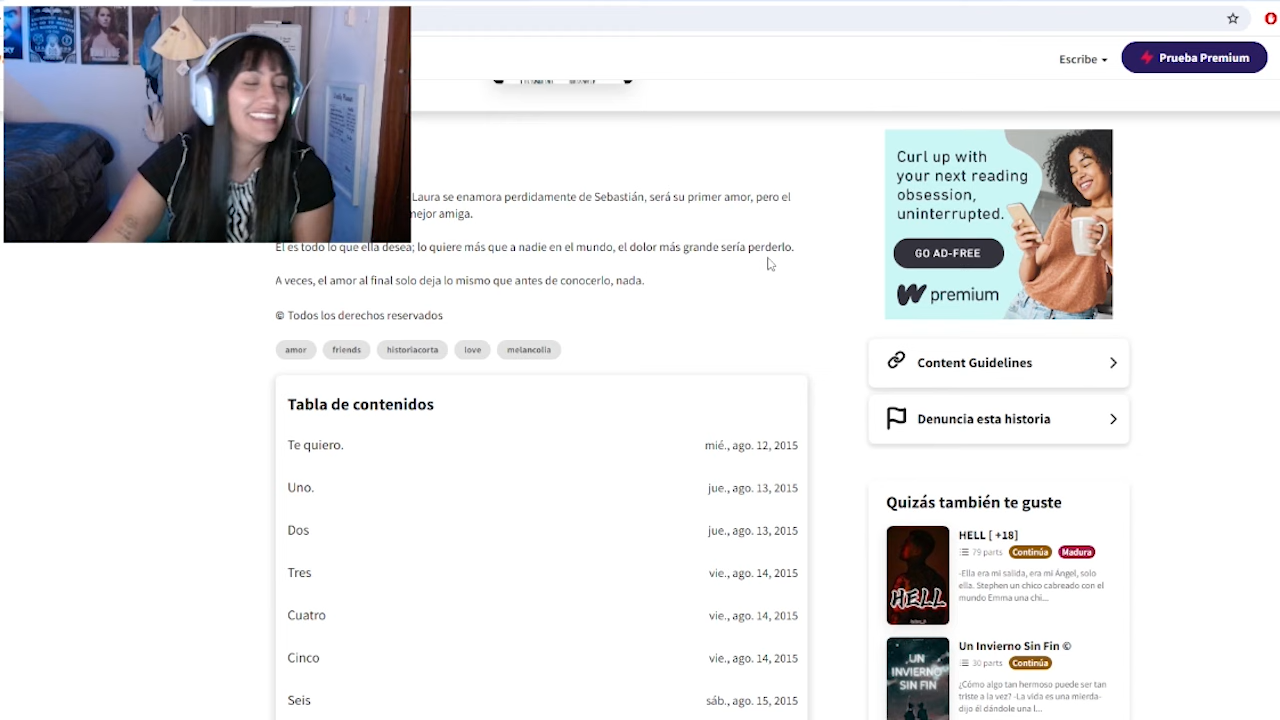 Escribe
Prueba Premium
Laura se enamora perdidamente de Sebastián, será su primer amor, pero el
mejor amiga.
Él es todo lo que ella desea; lo quiere más que a nadie en el mundo, el dolor más grande sería perderlo.
A veces, el amor al final solo deja lo mismo que antes de conocerlo, nada.
© Todos los derechos reservados
amor
friends
historiacorta
love
melancolia
Tabla de contenidos
Te quiero.
mié., ago. 12, 2015
Uno.
jue., ago. 13, 2015
Dos
jue., ago. 13, 2015
Tres
vie., ago. 14, 2015
Cuatro
vie., ago. 14, 2015
Cinco
vie., ago. 14, 2015
Seis
sáb., ago. 15, 2015
Curl up with
your next reading
obsession,
uninterrupted.
GO AD-FREE
premium
Content Guidelines
Denuncia esta historia
Quizás también te guste
HELL
HELL [ +18]
79 parts
Continúa
Madura
-Ella era mi salida, era mi Ángel, solo
ella. Stephen un chico cabreado con el
mundo Emma una chi...
UN
INVIERNO
SIN FIN
Un Invierno Sin Fin ©
30 parts
Continúa
¿Cómo algo tan hermoso puede ser tan
triste a la vez? -La vida es una mierda-
dijo él dándole una l...